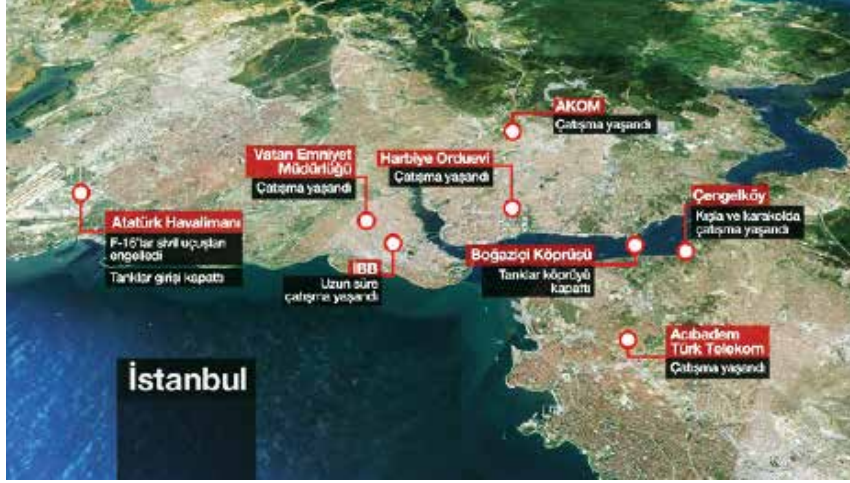 AKOM
Çatışma yaşandı
Vatan Emniyet
Müdürlüğü
Çatışma yaşandı
Harbiye Orduevi
Çatışma yaşandı
Çengelköy
Kışla ve karakolda
çatışma yaşandı
Atatürk Havalimanı
F-16'lar sivil uçuşları
engelledi
Tanklar girişi kapattı
İBB
Uzun süre
çatışma yaşandı
Boğaziçi Köprüsü
Tanklar köprüyü
kapattı
Acıbadem
Türk Telekom
Çatışma yaşandı
İstanbul